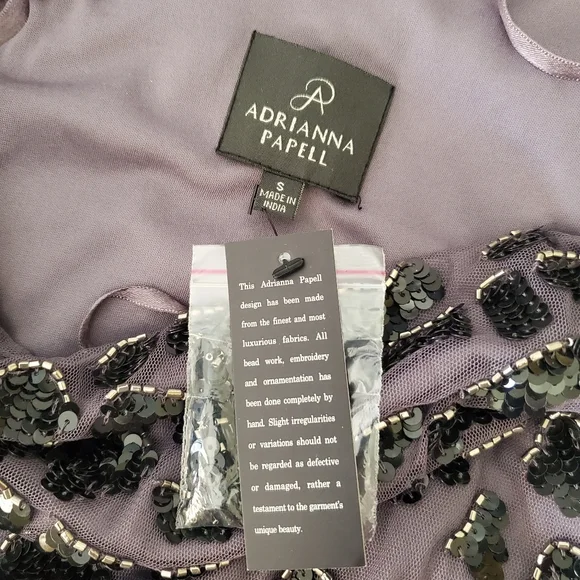 ADRIANNA
PAPELL
S
MADE IN
INDIA
This Adrianna Papell
design has been made
from the finest and most
luxurious fabrics. All
bead work, embroidery
and ornamentation has
been done completely by
hand. Slight irregularities
or variations should not
be regarded as defective
or damaged, rather a
testament to the garment's
unique beauty.